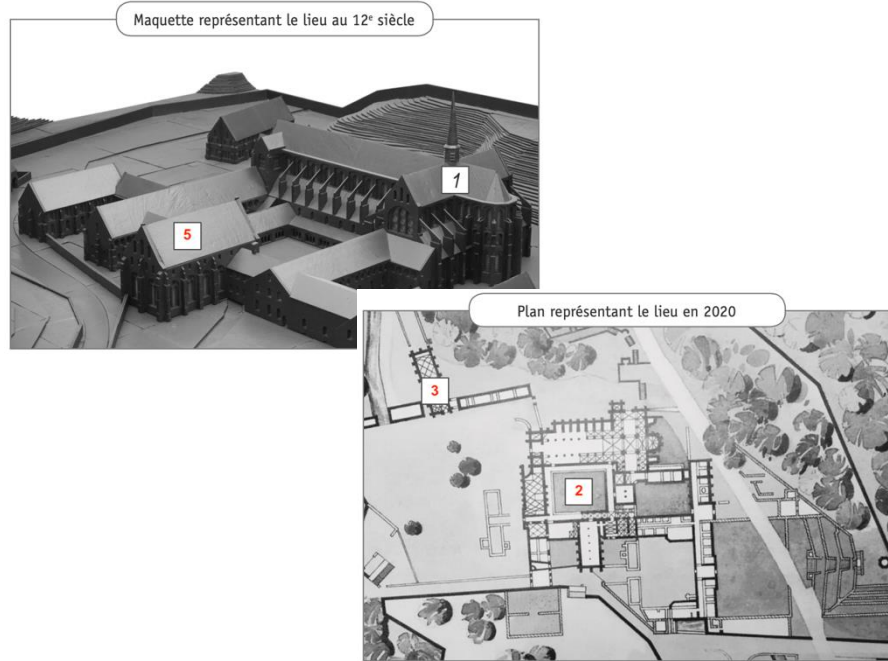 Maquette représentant le lieu au 12ᵉ siècle
1
5
Plan représentant le lieu en 2020
3
2